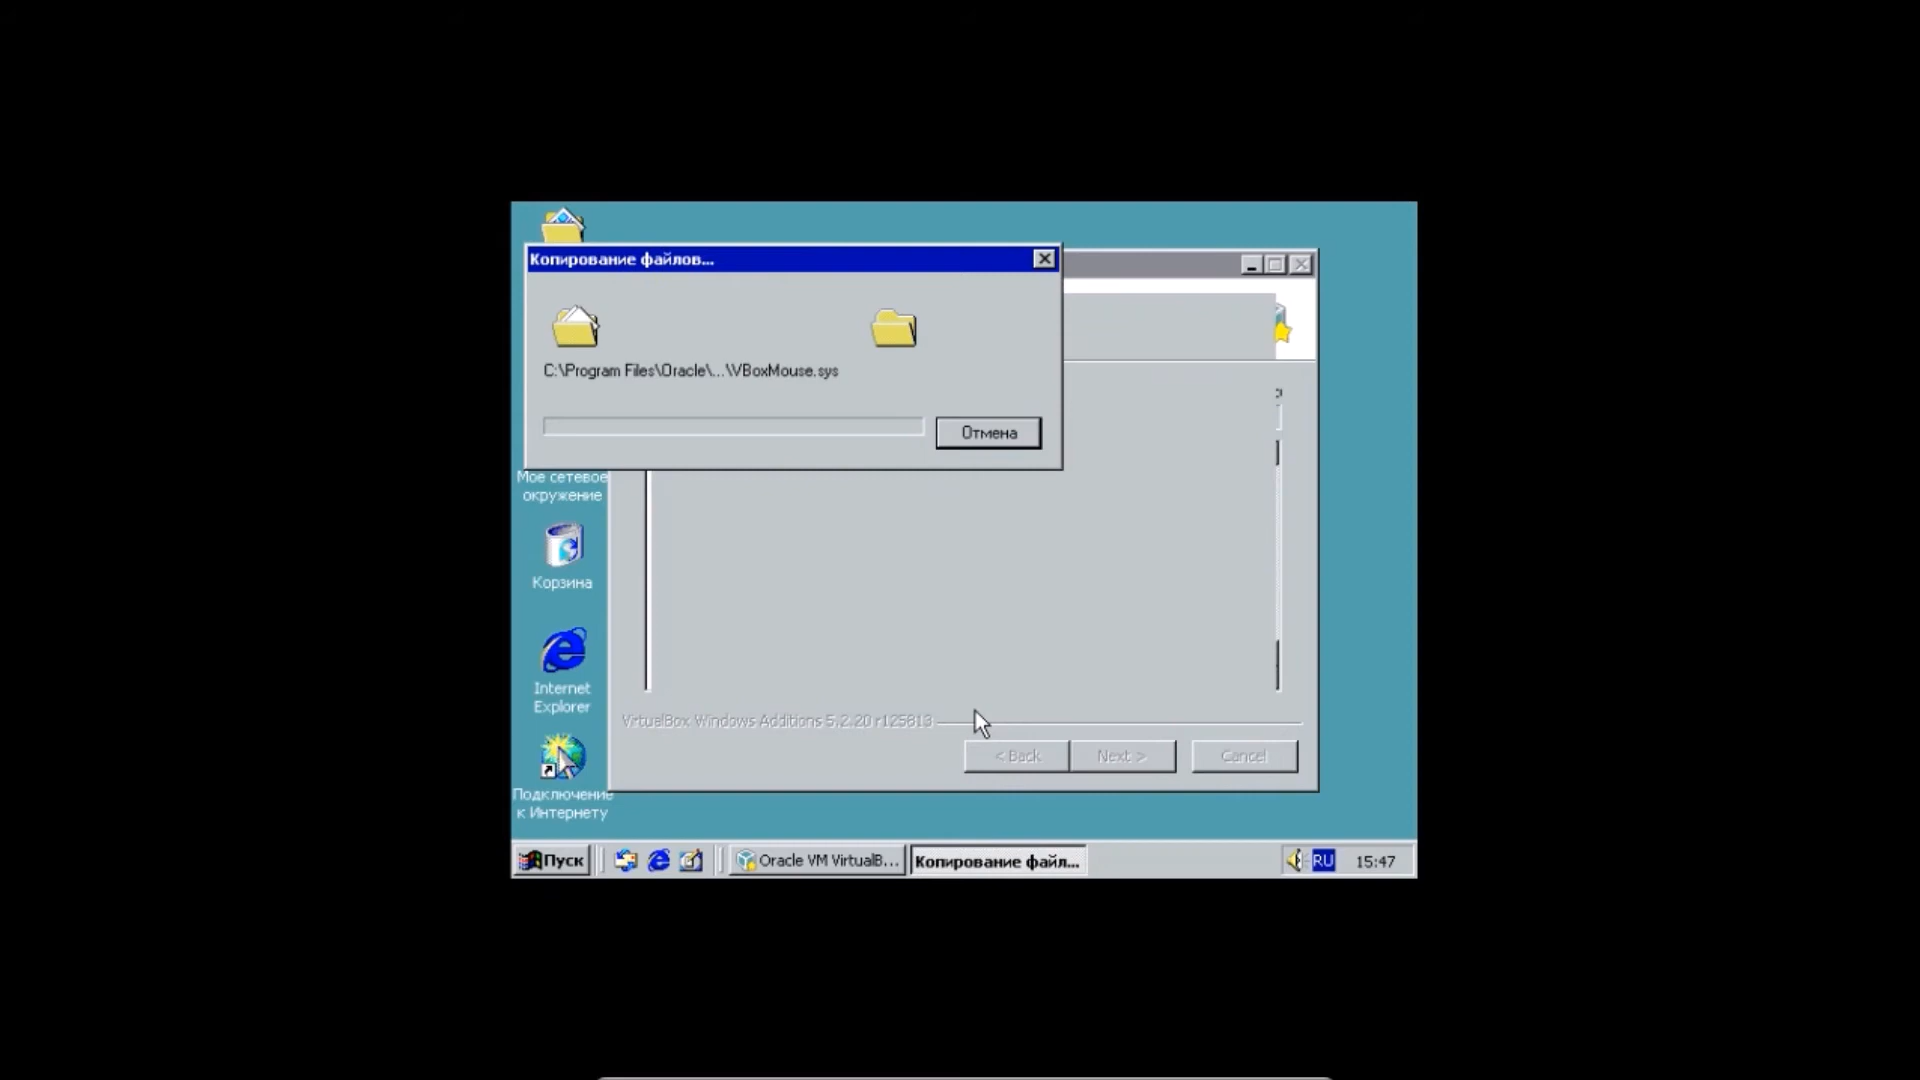 Копирование файлов...
C:\Program Files\Oracle\...\VBoxMouse.sys
Отмена
Мое сетевое
окружение
Корзина
Internet
Explorer
Подключение
к Интернету
VirtualBox Windows Additions 5.2.20 r125813
< Back
Next >
Cancel
Пуск
Oracle VM VirtualB...
Копирование файл...
RU
15:47